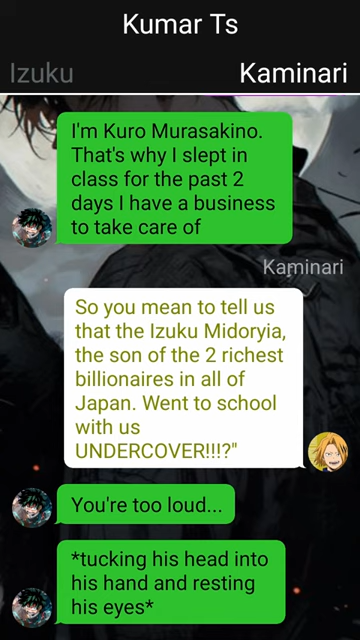 Kumar Ts
Izuku
Kaminari
I'm Kuro Murasakino.
That's why I slept in
class for the past 2
days I have a business
to take care of
Kaminari
So you mean to tell us
that the Izuku Midoryia,
the son of the 2 richest
billionaires in all of
Japan. Went to school
with us
UNDERCOVER!!!?"
You're too loud...
*tucking his head into
his hand and resting
his eyes*